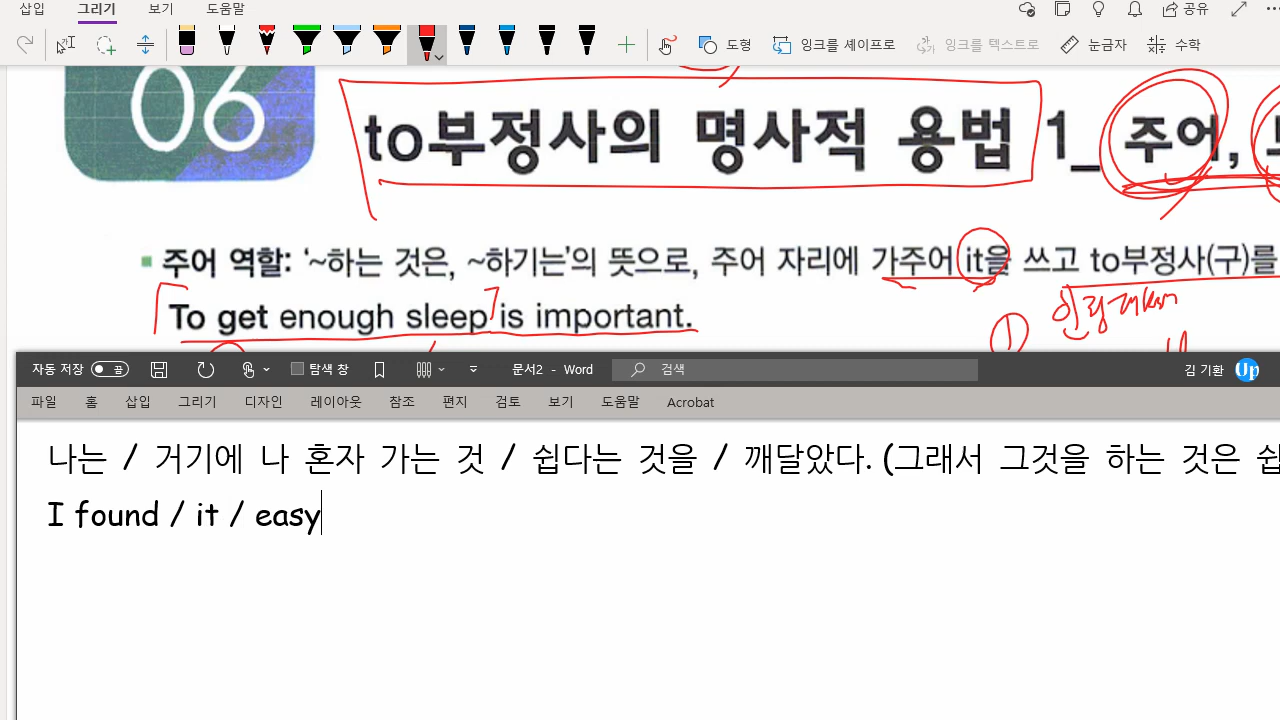 삽입 그리기 보기 도움말
공유
도형 잉크를 셰이프로 잉크를 텍스트로 눈금자 수학
06 to부정사의 명사적 용법 1_ 주어,
주어 역할: '~하는 것은, ~하기는'의 뜻으로, 주어 자리에 가주어 it을 쓰고 to부정사(구)를
To get enough sleep is important.
①
자동 저장 끔 탐색 창 문서2 - Word 검색 김 기환 Up
파일 홈 삽입 그리기 디자인 레이아웃 참조 편지 검토 보기 도움말 Acrobat
나는 / 거기에 나 혼자 가는 것 / 쉽다는 것을 / 깨달았다. (그래서 그것을 하는 것은 쉽
I found / it / easy